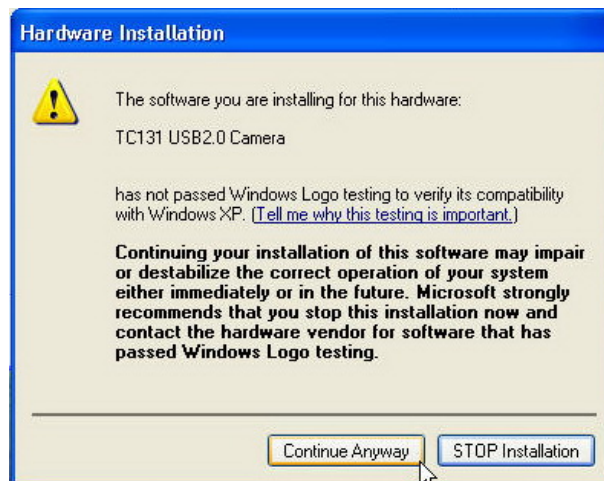 Hardware Installation
The software you are installing for this hardware:
TC131 USB2.0 Camera
has not passed Windows Logo testing to verify its compatibility
with Windows XP. (Tell me why this testing is important.)
Continuing your installation of this software may impair
or destabilize the correct operation of your system
either immediately or in the future. Microsoft strongly
recommends that you stop this installation now and
contact the hardware vendor for software that has
passed Windows Logo testing.
Continue Anyway STOP Installation